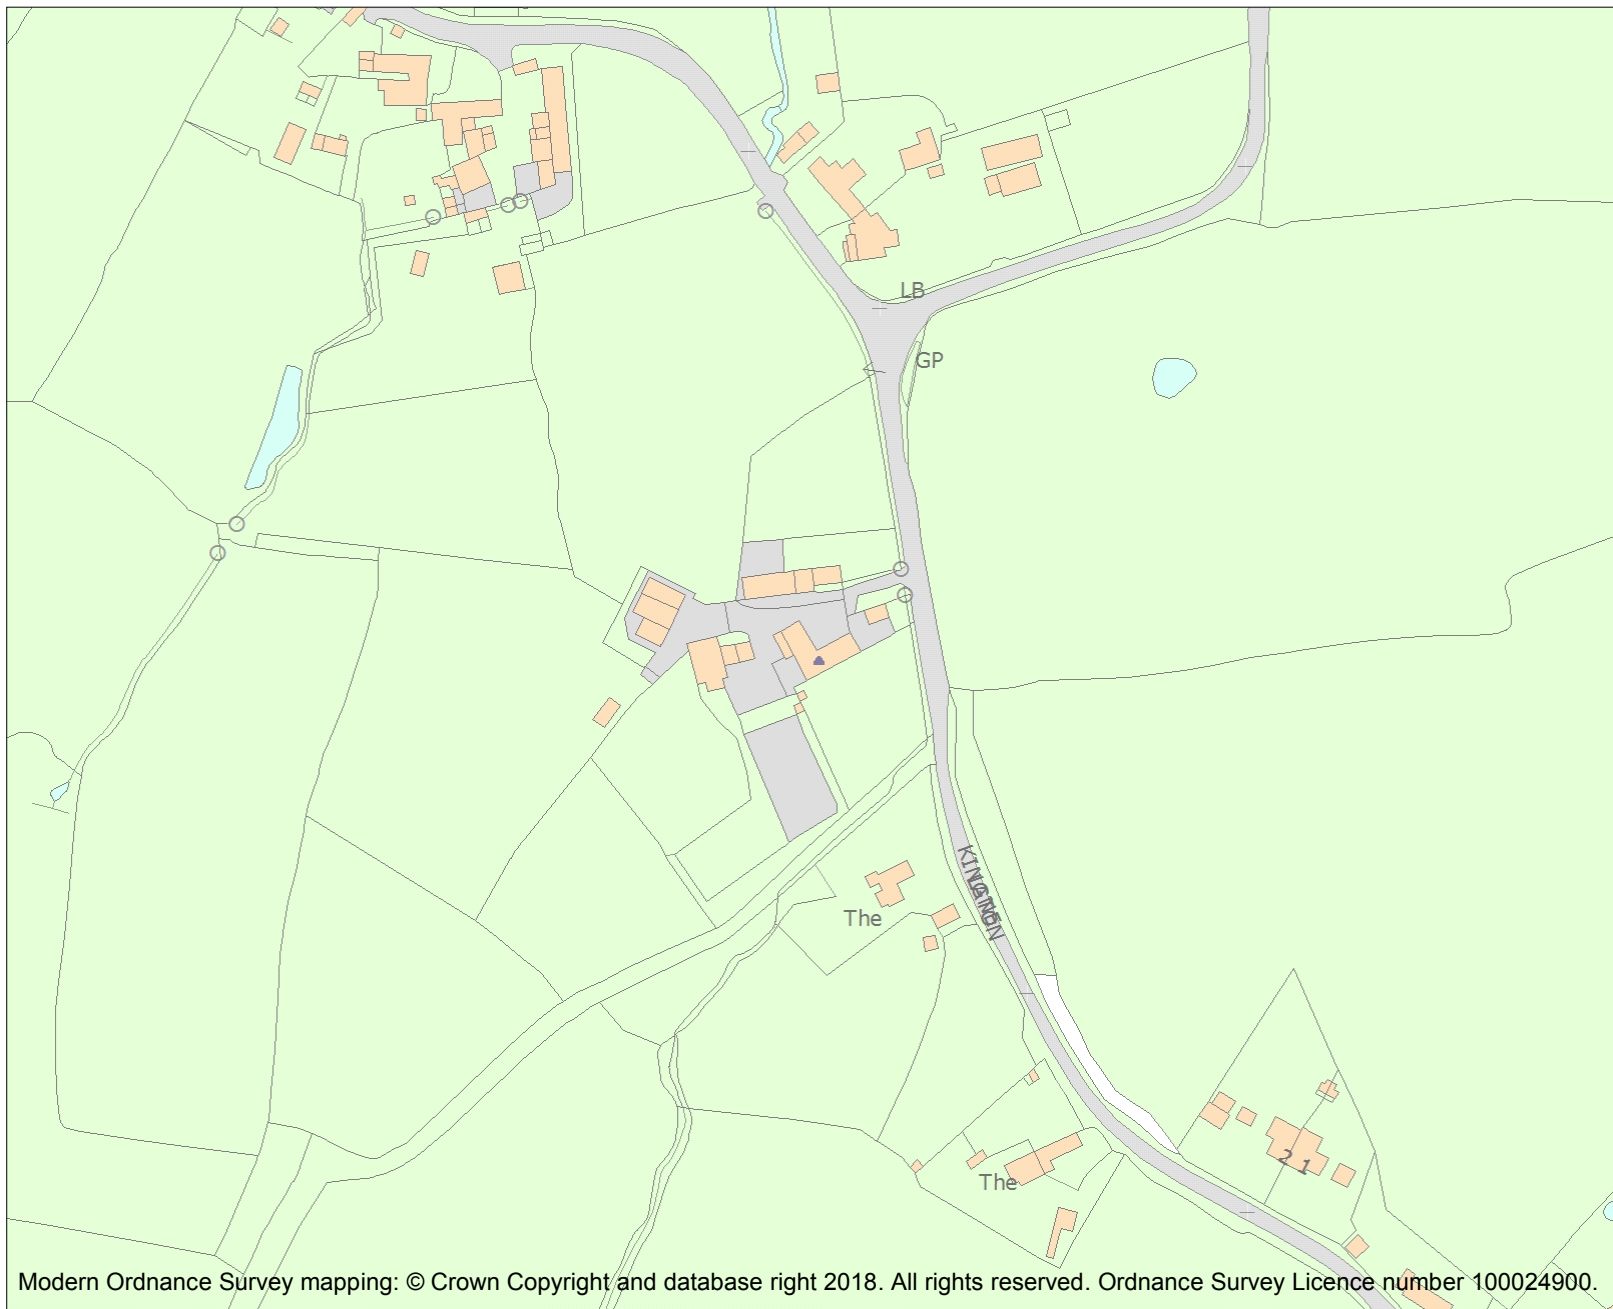 LB
GP
KINGSTON
The
The
2 1
Modern Ordnance Survey mapping: © Crown Copyright and database right 2018. All rights reserved. Ordnance Survey Licence number 100024900.